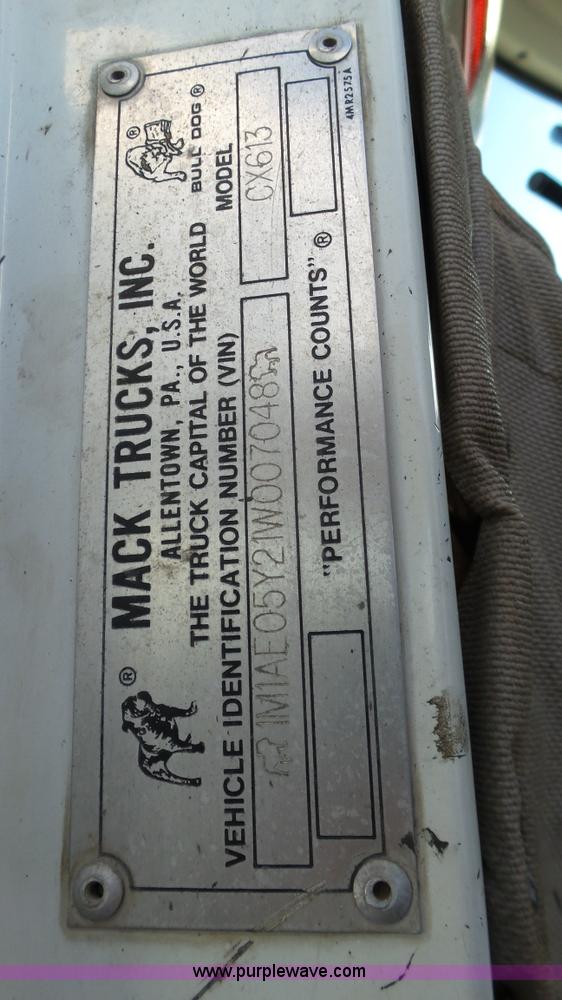 MACK TRUCKS, INC.
ALLENTOWN, PA., U.S.A.
THE TRUCK CAPITAL OF THE WORLD
® BULL DOG ®
®
VEHICLE IDENTIFICATION NUMBER (VIN) MODEL
1M1AE05Y21W007048 CX613
"PERFORMANCE COUNTS" ®
4MR2575A
www.purplewave.com